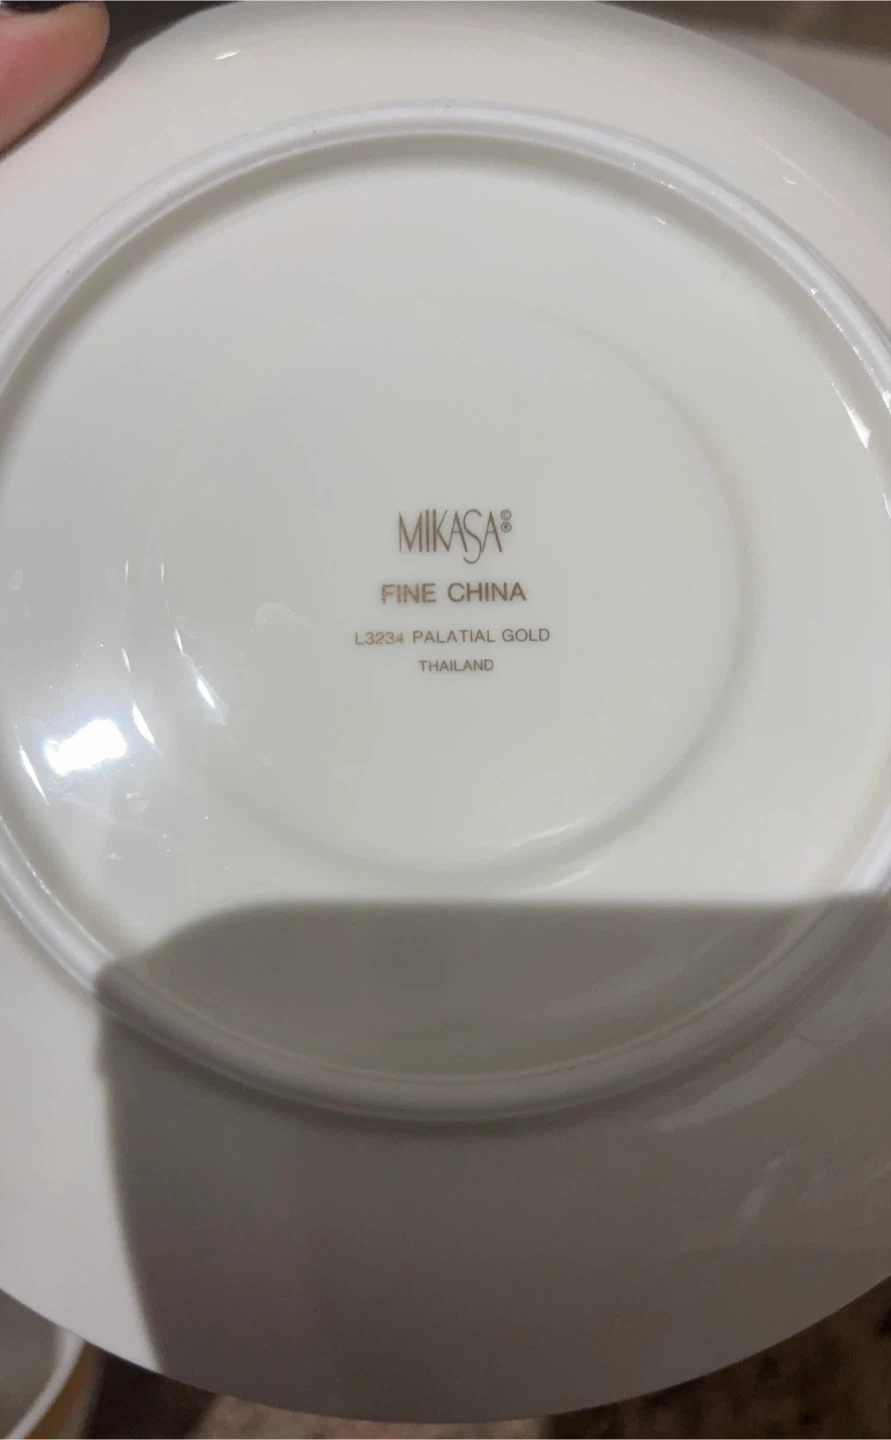 MIKASA©®
FINE CHINA
L3234 PALATIAL GOLD
THAILAND